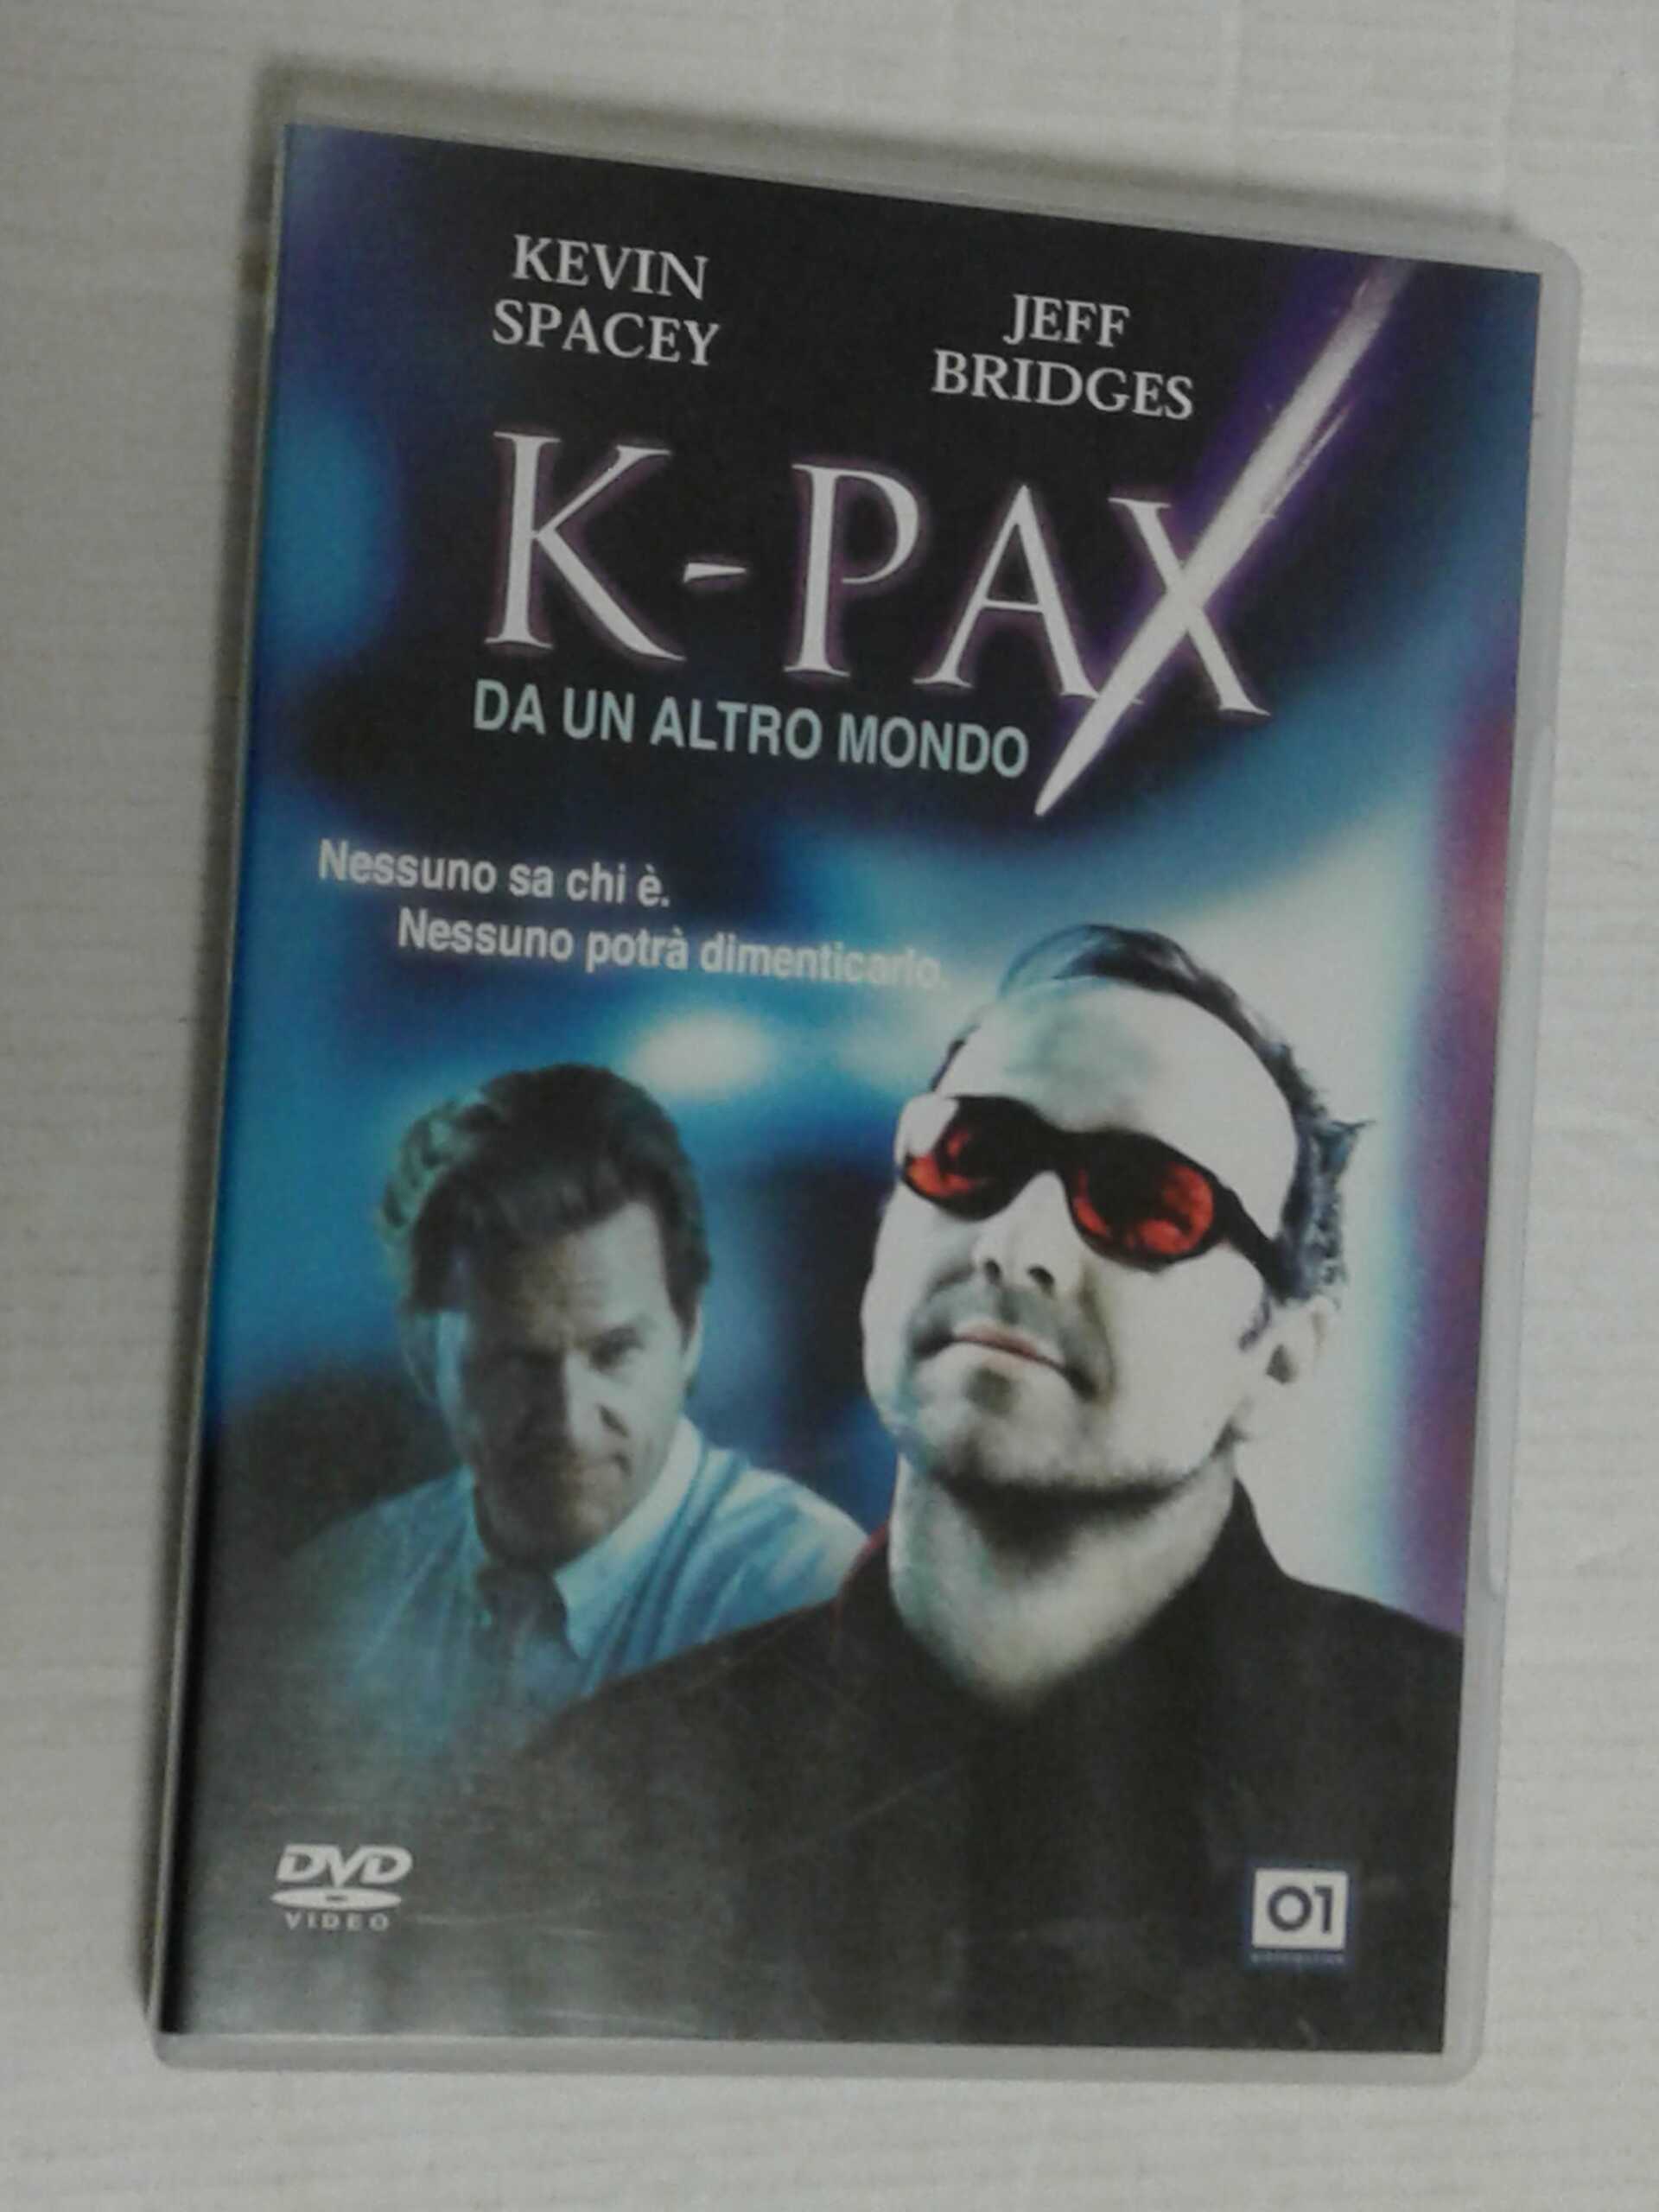 KEVIN
SPACEY
JEFF
BRIDGES
K-PAX
DA UN ALTRO MONDO
Nessuno sa chi è.
Nessuno potrà dimenticarlo.
DVD
VIDEO
01